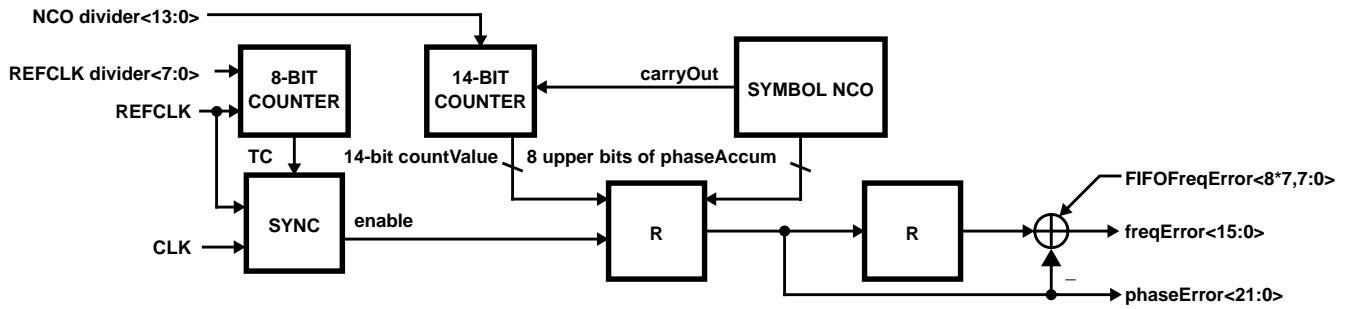 NCO divider<13:0>
REFCLK divider<7:0>
REFCLK
8-BIT
COUNTER
14-BIT
COUNTER
carryOut
SYMBOL NCO
TC
14-bit countValue
8 upper bits of phaseAccum
SYNC
CLK
enable
R
R
FIFOFreqError<8*7,7:0>
freqError<15:0>
–
phaseError<21:0>